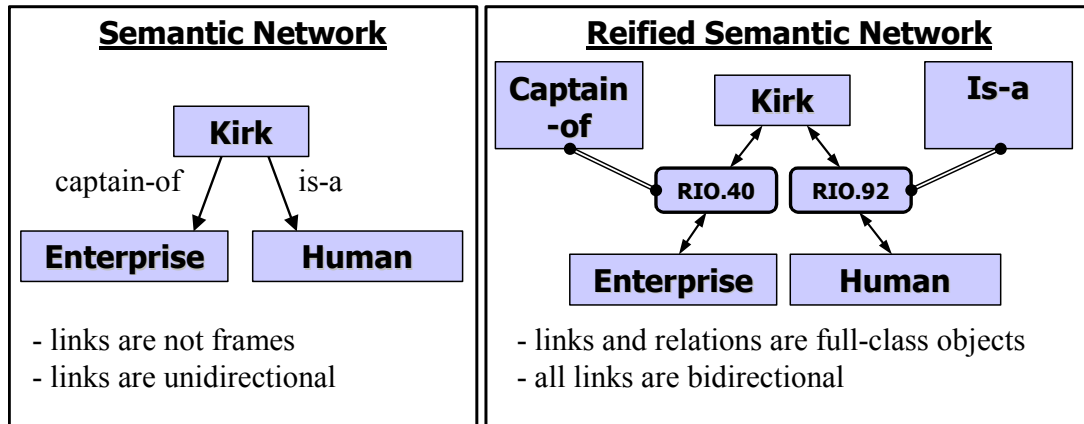 Semantic Network
Kirk
captain-of
is-a
Enterprise
Human
- links are not frames
- links are unidirectional
Reified Semantic Network
Captain
-of
Kirk
Is-a
RIO.40
RIO.92
Enterprise
Human
- links and relations are full-class objects
- all links are bidirectional